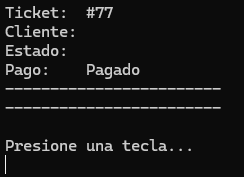 Ticket:  #77
Cliente:
Estado:
Pago:    Pagado
------------------------
------------------------
Presione una tecla...